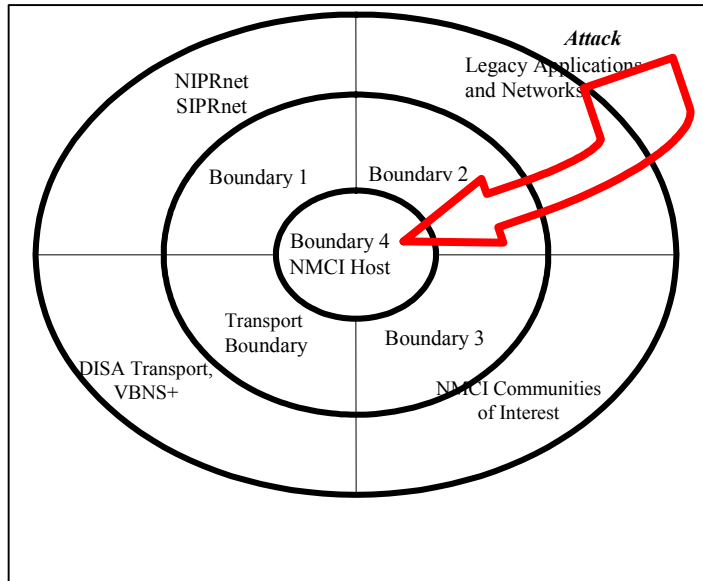 Attack
NIPRnet
SIPRnet
Legacy Applications
and Networks
Boundary 1
Boundary 2
Boundary 4
NMCI Host
Transport
Boundary
Boundary 3
DISA Transport,
VBNS+
NMCI Communities
of Interest